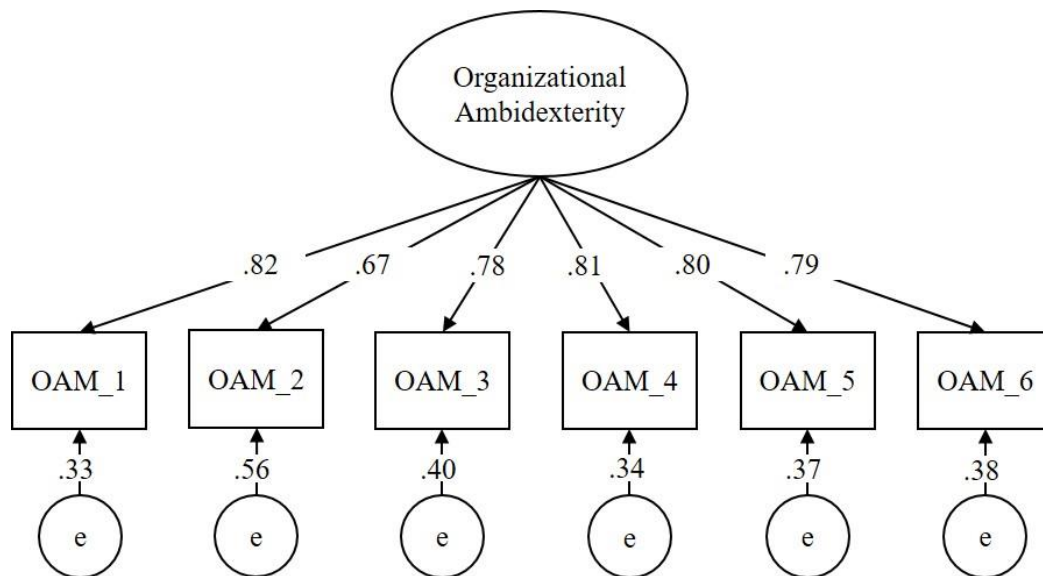 Organizational
Ambidexterity
.82
.67
.78
.81
.80
.79
OAM_1
OAM_2
OAM_3
OAM_4
OAM_5
OAM_6
.33
.56
.40
.34
.37
.38
e
e
e
e
e
e